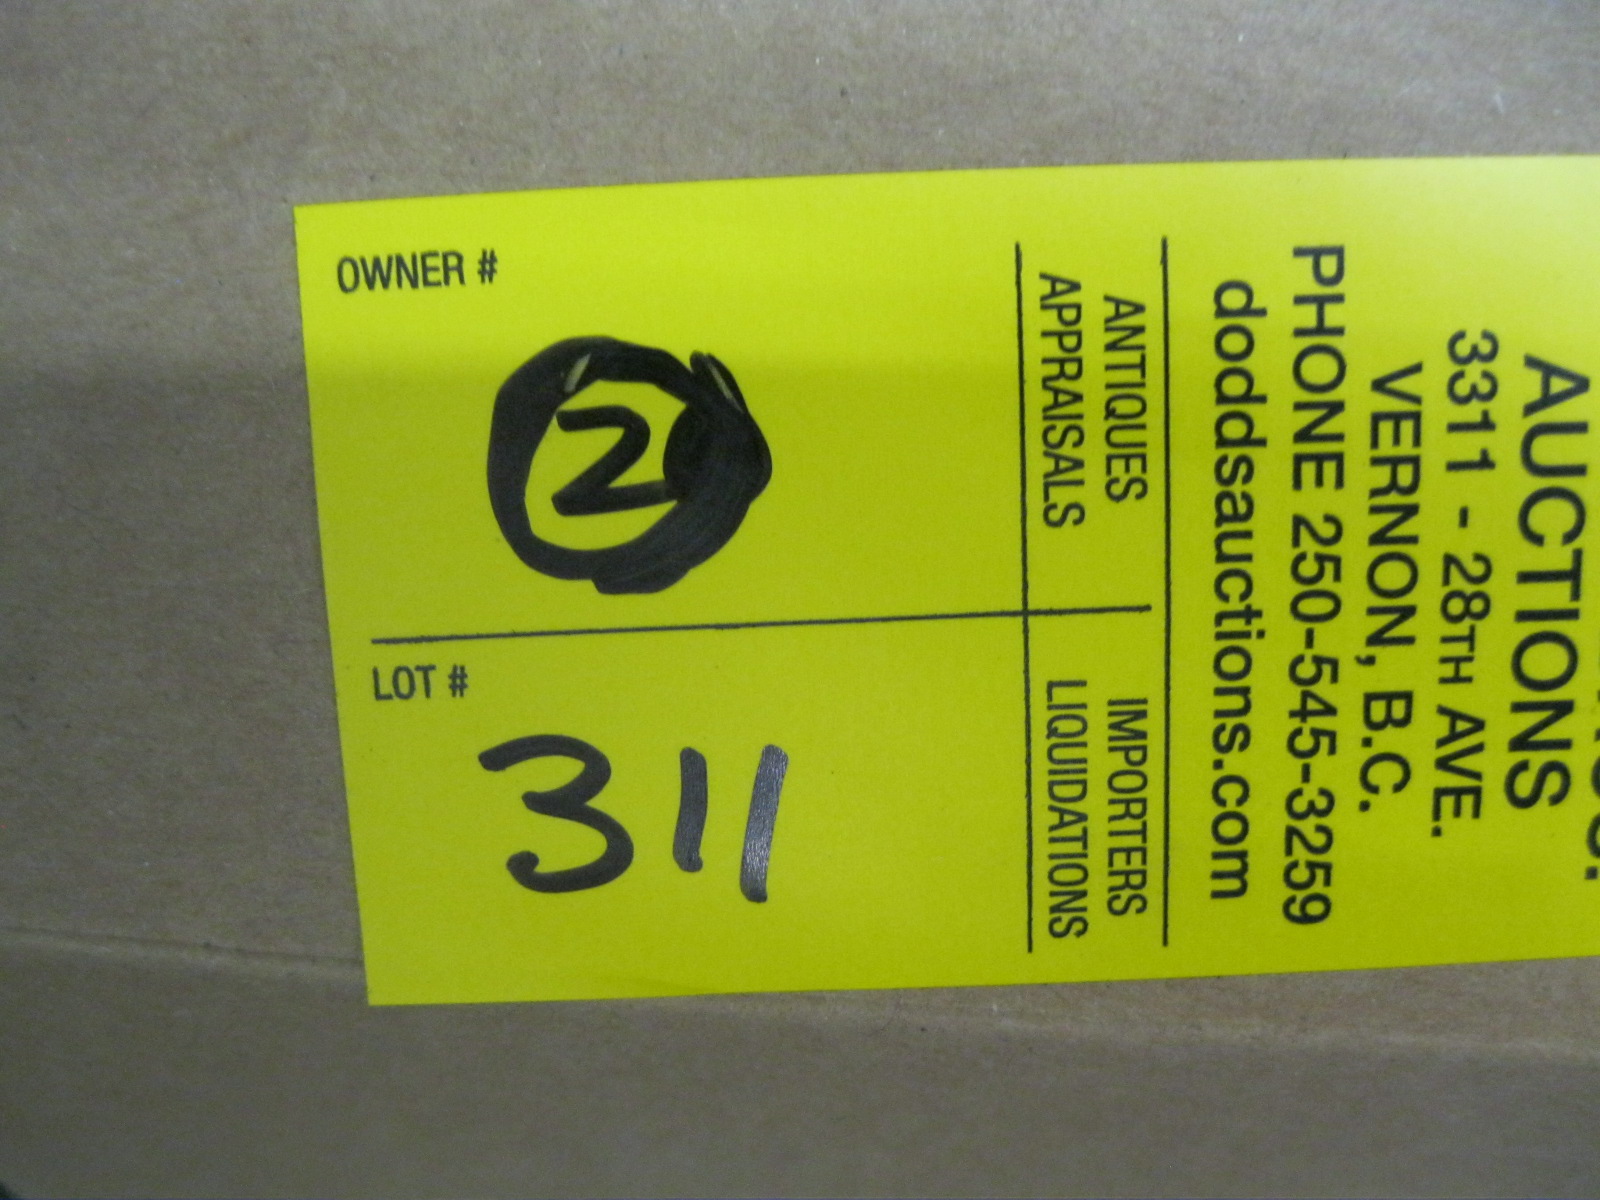 AUCTIONS
3311 - 28TH AVE.
VERNON, B.C.
PHONE 250-545-3259
doddsauctions.com
ANTIQUES
APPRAISALS
IMPORTERS
LIQUIDATIONS
OWNER #
2
LOT #
311